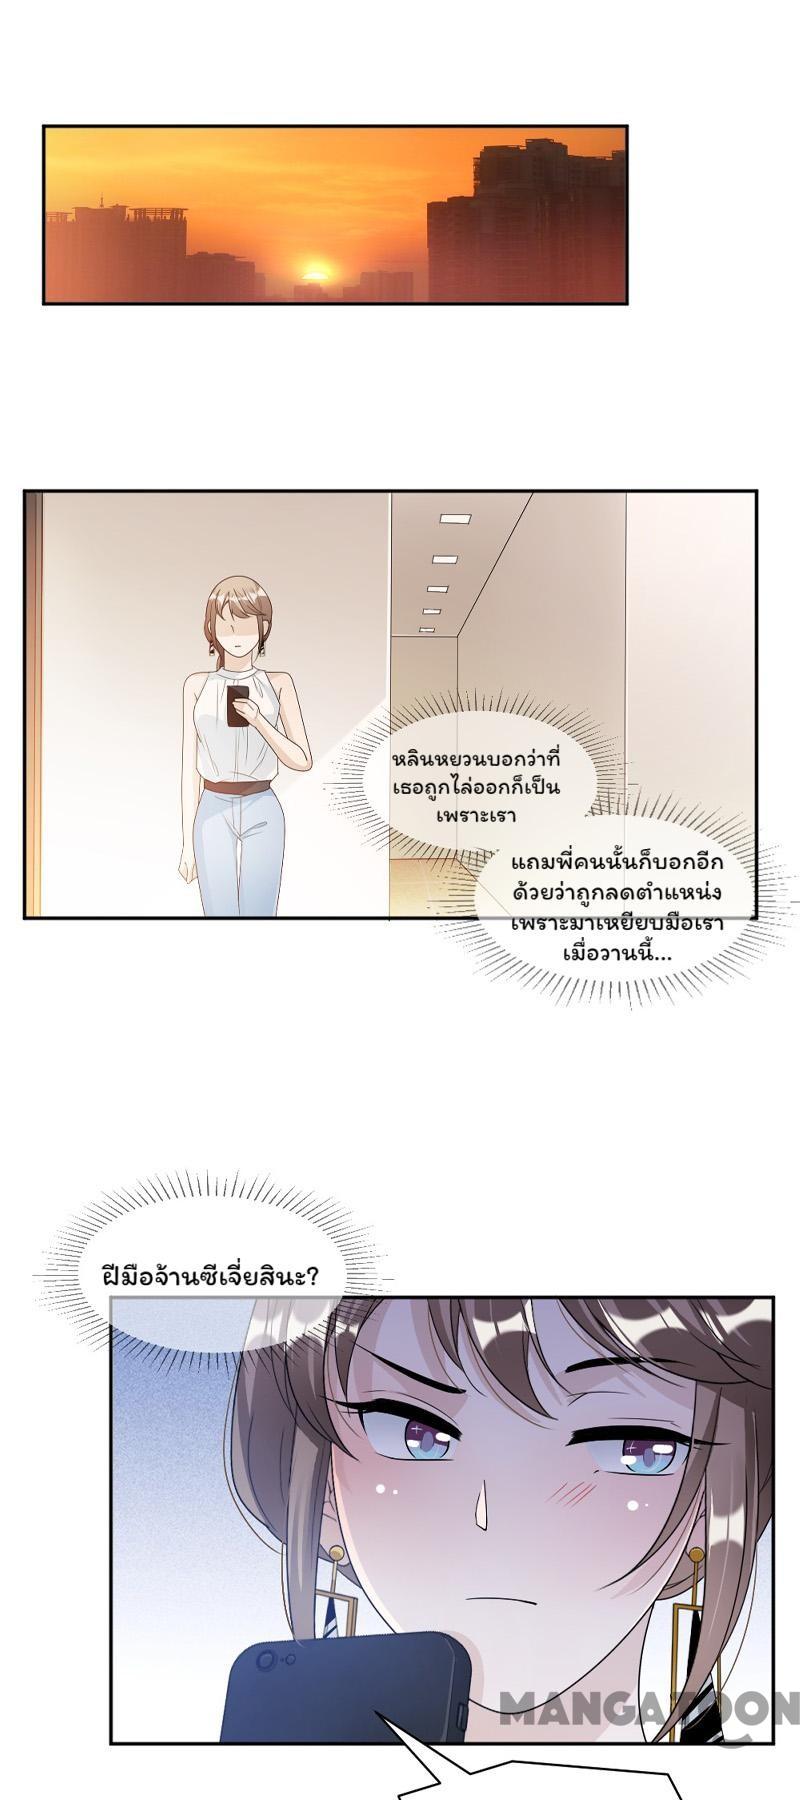 หลินหยวนบอกว่าที่
เธอถูกไล่ออกก็เป็น
เพราะเรา
แถมพี่คนนั้นก็บอกอีก
ด้วยว่าถูกลดตำแหน่ง
เพราะมาเหยียบมือเรา
เมื่อวานนี้...
ฝีมือจ้านซีเจี่ยสินะ?
MANGATOON